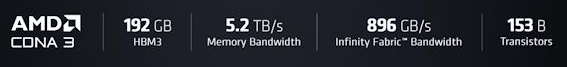 AMD
CDNA 3
192 GB
HBM3
5.2 TB/s
Memory Bandwidth
896 GB/s
Infinity Fabric™ Bandwidth
153 B
Transistors